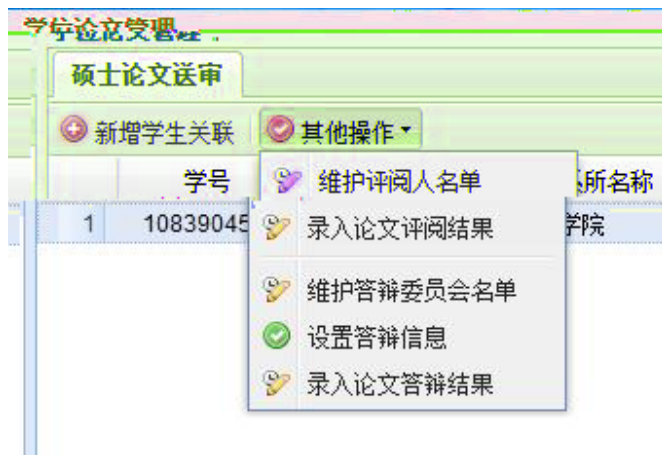 学位论文管理
硕士论文送审
新增学生关联 其他操作
学号 所名称
维护评阅人名单
1 10839045 学院
录入论文评阅结果
维护答辩委员会名单
设置答辩信息
录入论文答辩结果